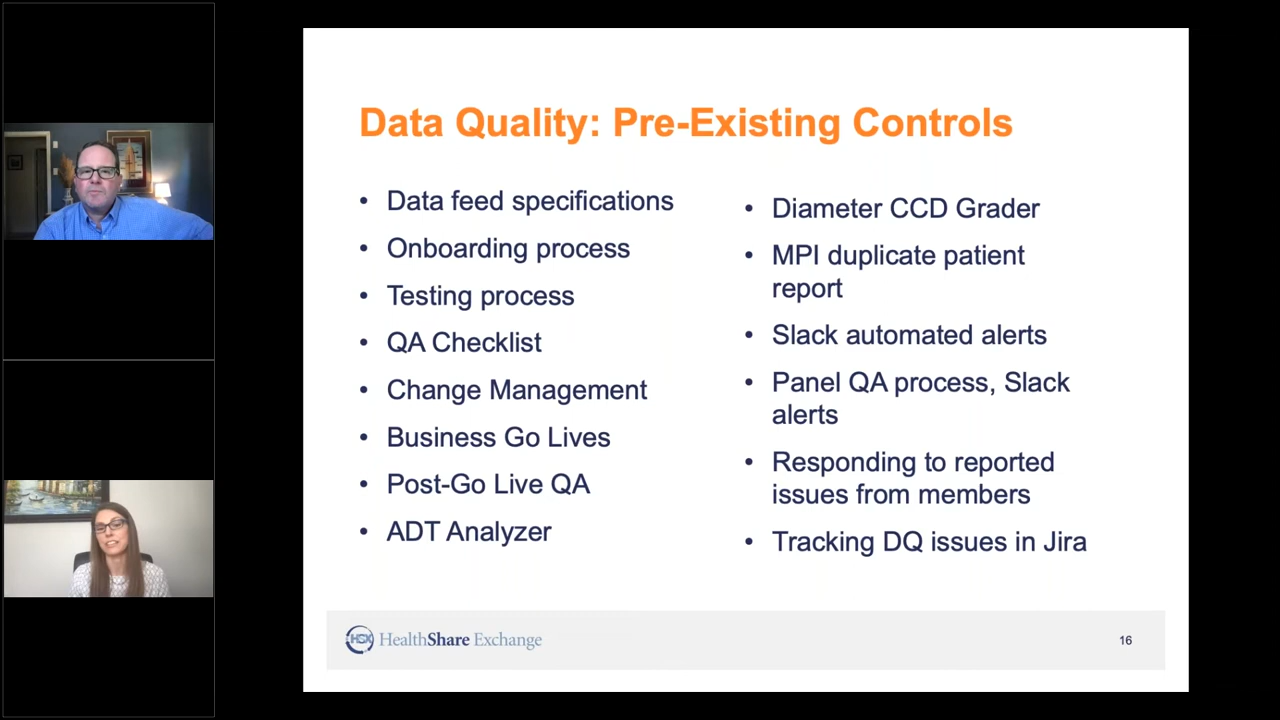 Data Quality: Pre-Existing Controls
• Data feed specifications
• Onboarding process
• Testing process
• QA Checklist
• Change Management
• Business Go Lives
• Post-Go Live QA
• ADT Analyzer
• Diameter CCD Grader
• MPI duplicate patient
report
• Slack automated alerts
• Panel QA process, Slack
alerts
• Responding to reported
issues from members
• Tracking DQ issues in Jira
HSX HealthShare Exchange
16